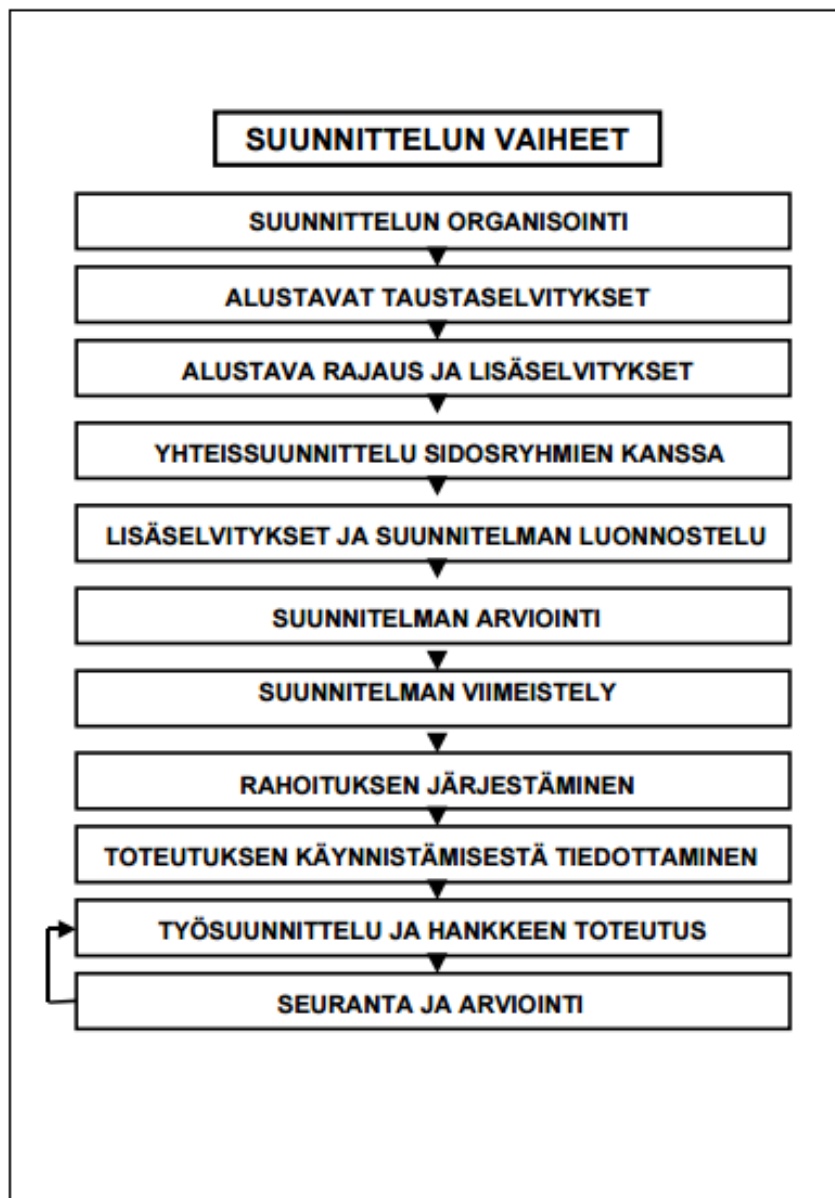 SUUNNITTELUN VAIHEET
SUUNNITTELUN ORGANISOINTI
ALUSTAVAT TAUSTASELVITYKSET
ALUSTAVA RAJAUS JA LISÄSELVITYKSET
YHTEISSUUNNITTELU SIDOSRYHMIEN KANSSA
LISÄSELVITYKSET JA SUUNNITELMAN LUONNOSTELU
SUUNNITELMAN ARVIOINTI
SUUNNITELMAN VIIMEISTELY
RAHOITUKSEN JÄRJESTÄMINEN
TOTEUTUKSEN KÄYNNISTÄMISESTÄ TIEDOTTAMINEN
TYÖSUUNNITTELU JA HANKKEEN TOTEUTUS
SEURANTA JA ARVIOINTI